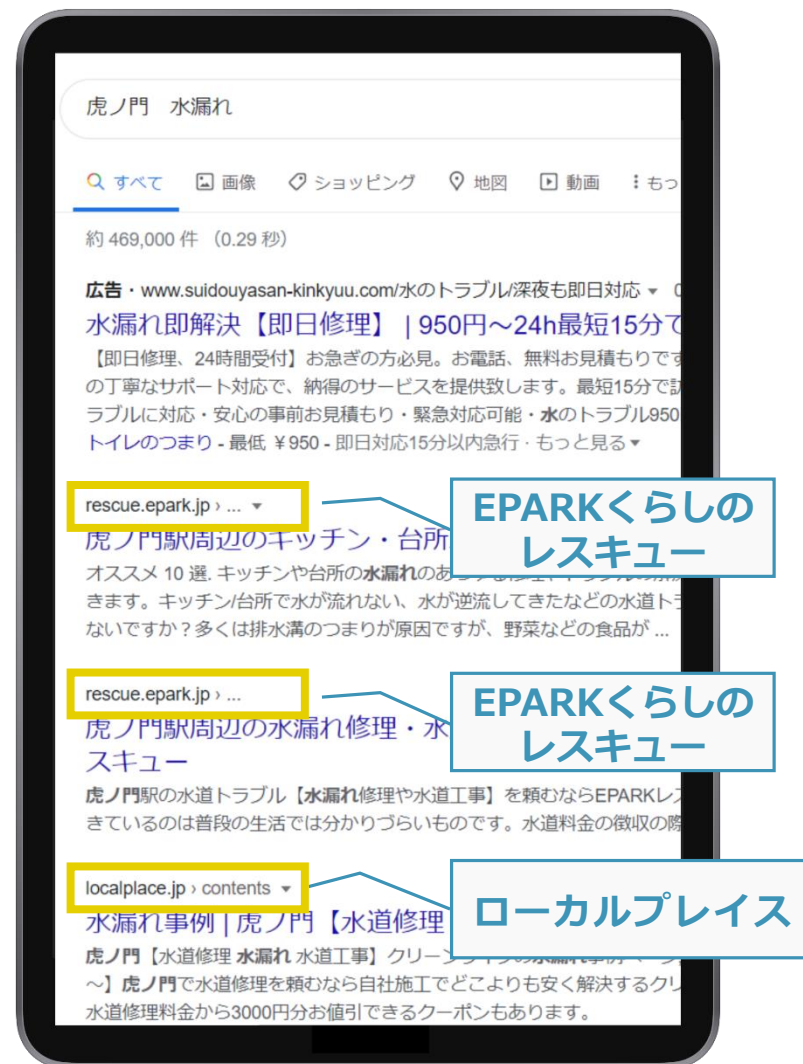 虎ノ門　水漏れ
すべて 画像 ショッピング 地図 動画 もっ
約 469,000 件 （0.29 秒）
広告・www.suidouyasan-kinkyuu.com/水のトラブル/深夜も即日対応
水漏れ即解決【即日修理】 | 950円～24h最短15分で
【即日修理、24時間受付】お急ぎの方必見。お電話、無料お見積もりです
の丁寧なサポート対応で、納得のサービスを提供致します。最短15分で訪
ラブルに対応・安心の事前お見積もり・緊急対応可能・水のトラブル950
トイレのつまり - 最低 ￥950 - 即日対応15分以内急行・もっと見る▼
rescue.epark.jp › ... ▼
EPARKくらしの
レスキュー
虎ノ門駅周辺のキッチン・台所
オススメ 10 選. キッチンや台所の水漏れのあ
きます。キッチン/台所で水が流れない、水が逆流してきたなどの水道トラ
ないですか？多くは排水溝のつまりが原因ですが、野菜などの食品が ...
rescue.epark.jp › ...
EPARKくらしの
レスキュー
虎ノ門駅周辺の水漏れ修理・水
スキュー
虎ノ門駅の水道トラブル【水漏れ修理や水道工事】を頼むならEPARKレス
きているのは普段の生活では分かりづらいものです。水道料金の徴収の際
localplace.jp › contents ▼
ローカルプレイス
水漏れ事例 | 虎ノ門【水道修理
虎ノ門【水道修理 水漏れ 水道工事】クリーン
～】虎ノ門で水道修理を頼むなら自社施工でどこよりも安く解決するクリ
水道修理料金から3000円分お値引できるクーポンもあります。